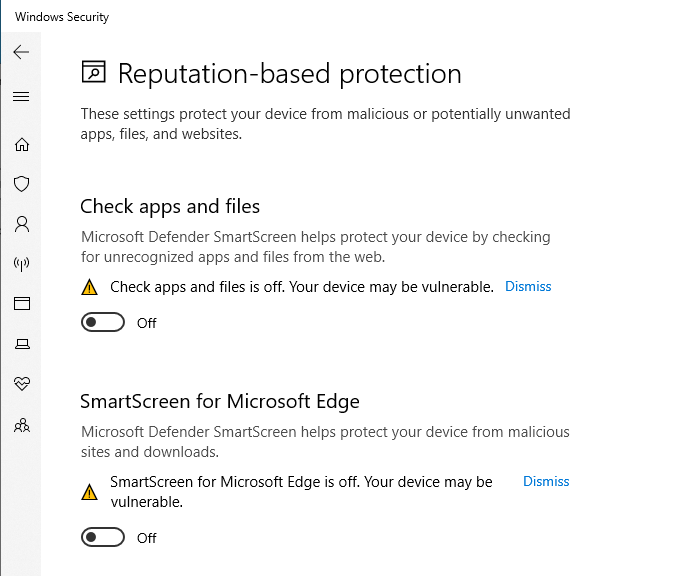 Windows Security
Reputation-based protection
These settings protect your device from malicious or potentially unwanted
apps, files, and websites.
Check apps and files
Microsoft Defender SmartScreen helps protect your device by checking
for unrecognized apps and files from the web.
Check apps and files is off. Your device may be vulnerable. Dismiss
Off
SmartScreen for Microsoft Edge
Microsoft Defender SmartScreen helps protect your device from malicious
sites and downloads.
SmartScreen for Microsoft Edge is off. Your device may be Dismiss
vulnerable.
Off